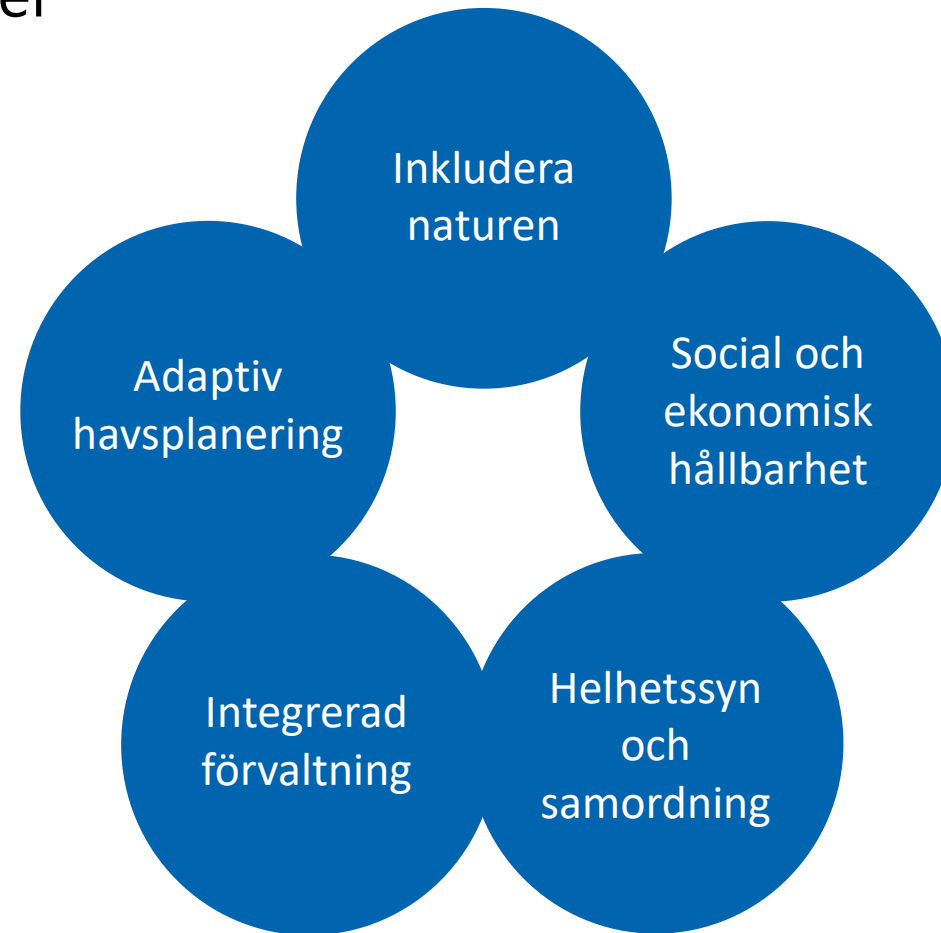 Inkludera
naturen
Social och
ekonomisk
hållbarhet
Helhetssyn
och
samordning
Integrerad
förvaltning
Adaptiv
havsplanering